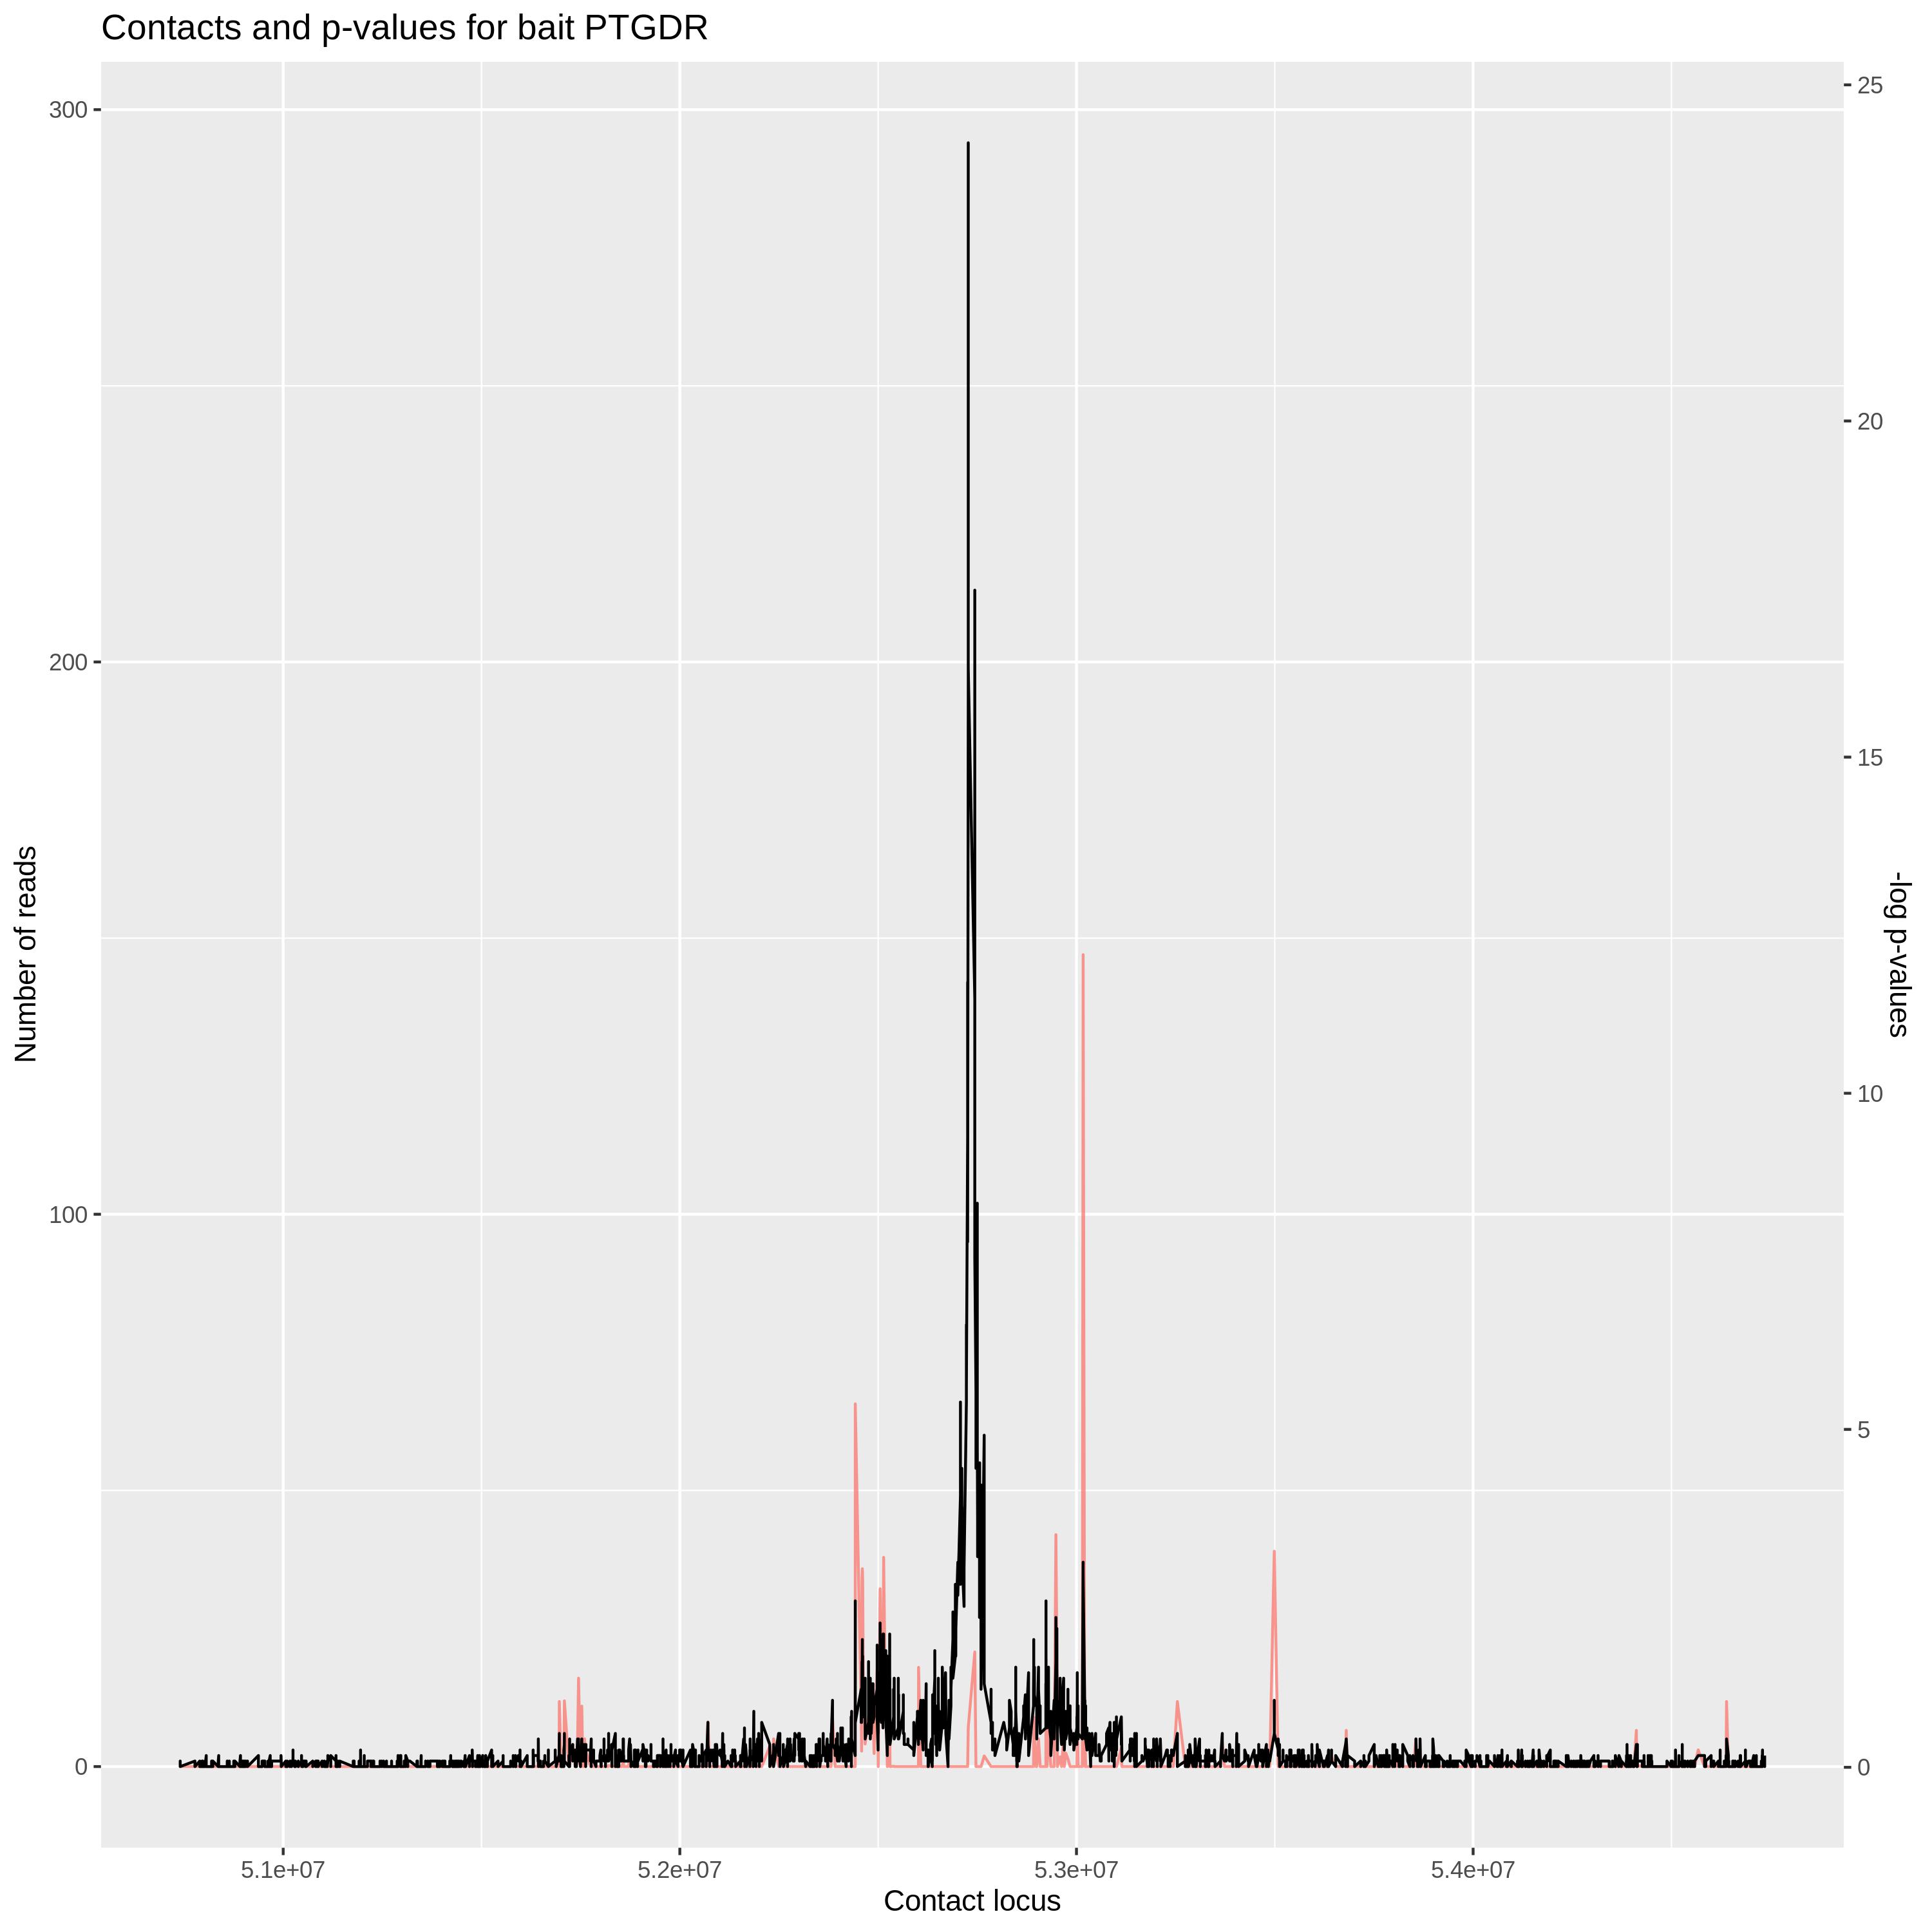 Contacts and p-values for bait PTGDR
300
200
100
0
Number of reads
25
20
15
10
5
0
-log p-values
5.1e+07
5.2e+07
5.3e+07
5.4e+07
Contact locus